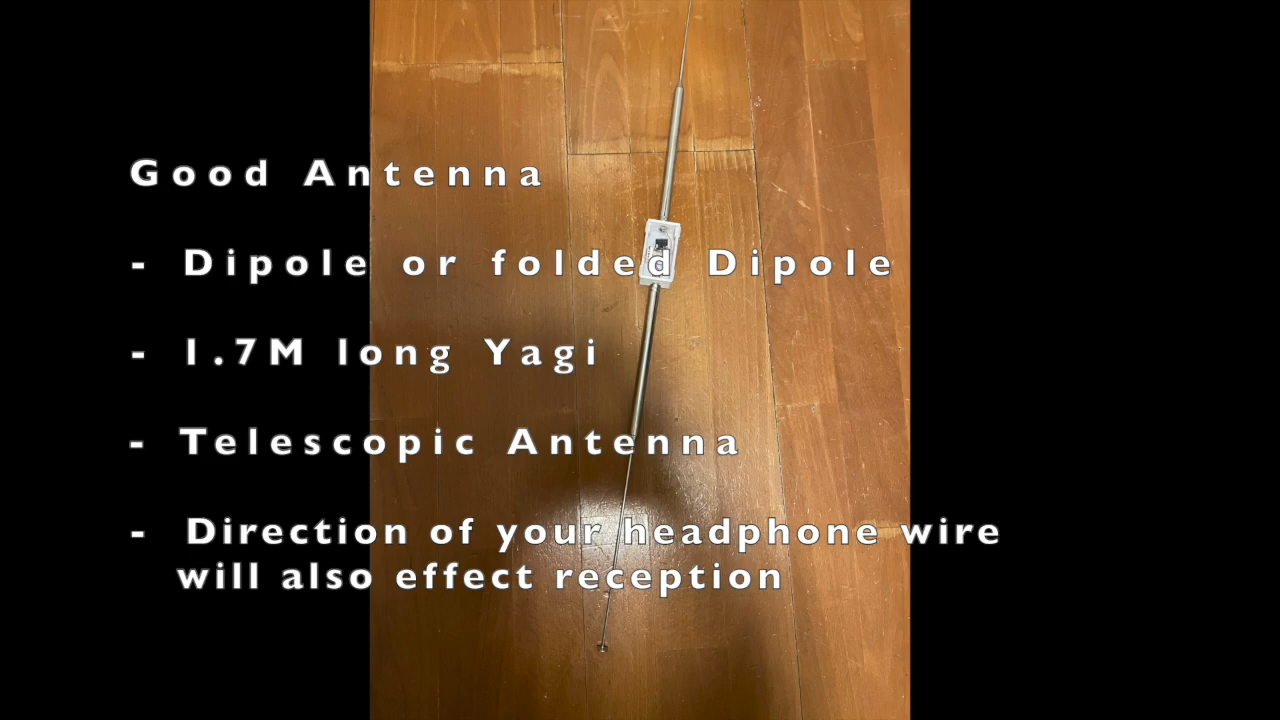 Good Antenna
- Dipole or folded Dipole
- 1.7M long Yagi
- Telescopic Antenna
- Direction of your headphone wire
will also effect reception